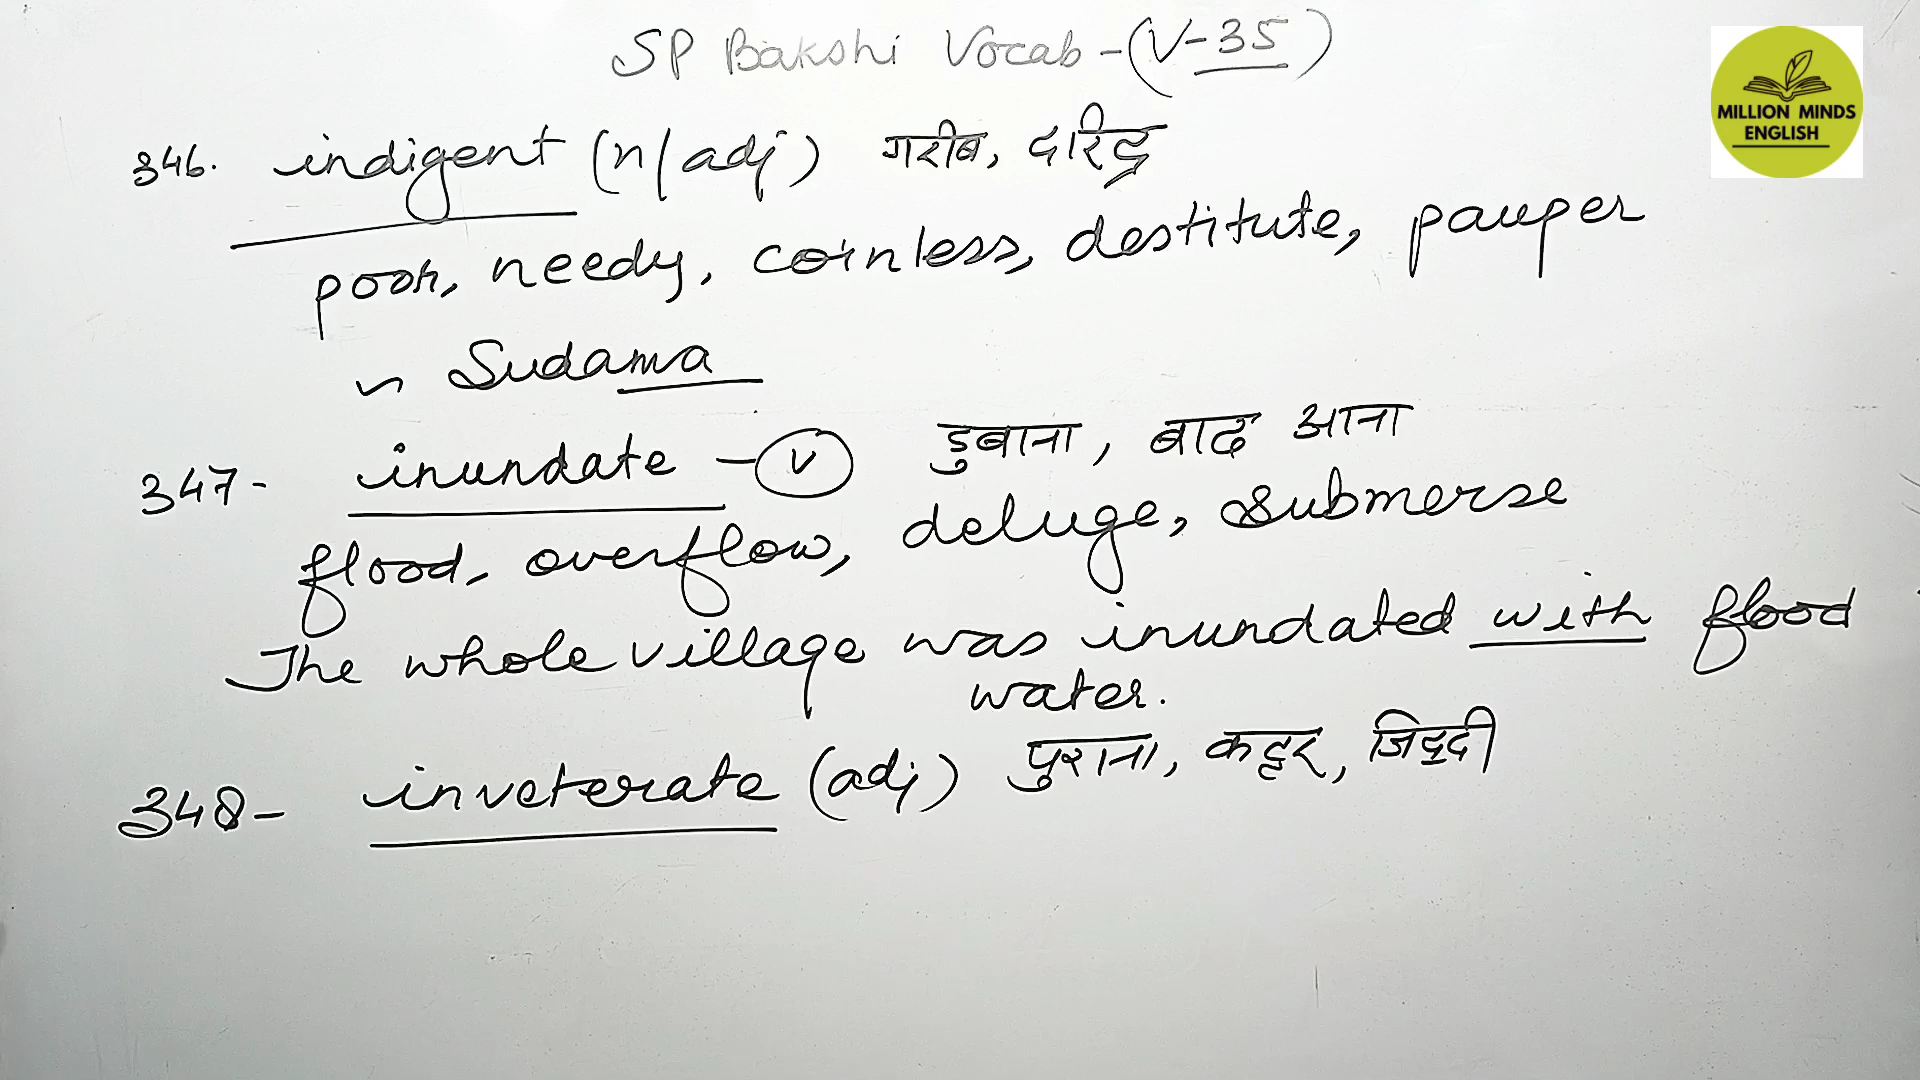 SP Bakshi Vocab - (V-35)
MILLION MINDS
ENGLISH
346. indigent (n/adj) गरीब, दरिद्र
poor, needy, coinless, destitute, pauper
Sudama
347- inundate - (v) डुबाना, बाढ आना
flood, overflow, deluge, submerse
The whole village was inundated with flood
water.
348- inveterate (adj) पुराना, कट्टर, जिद्दी